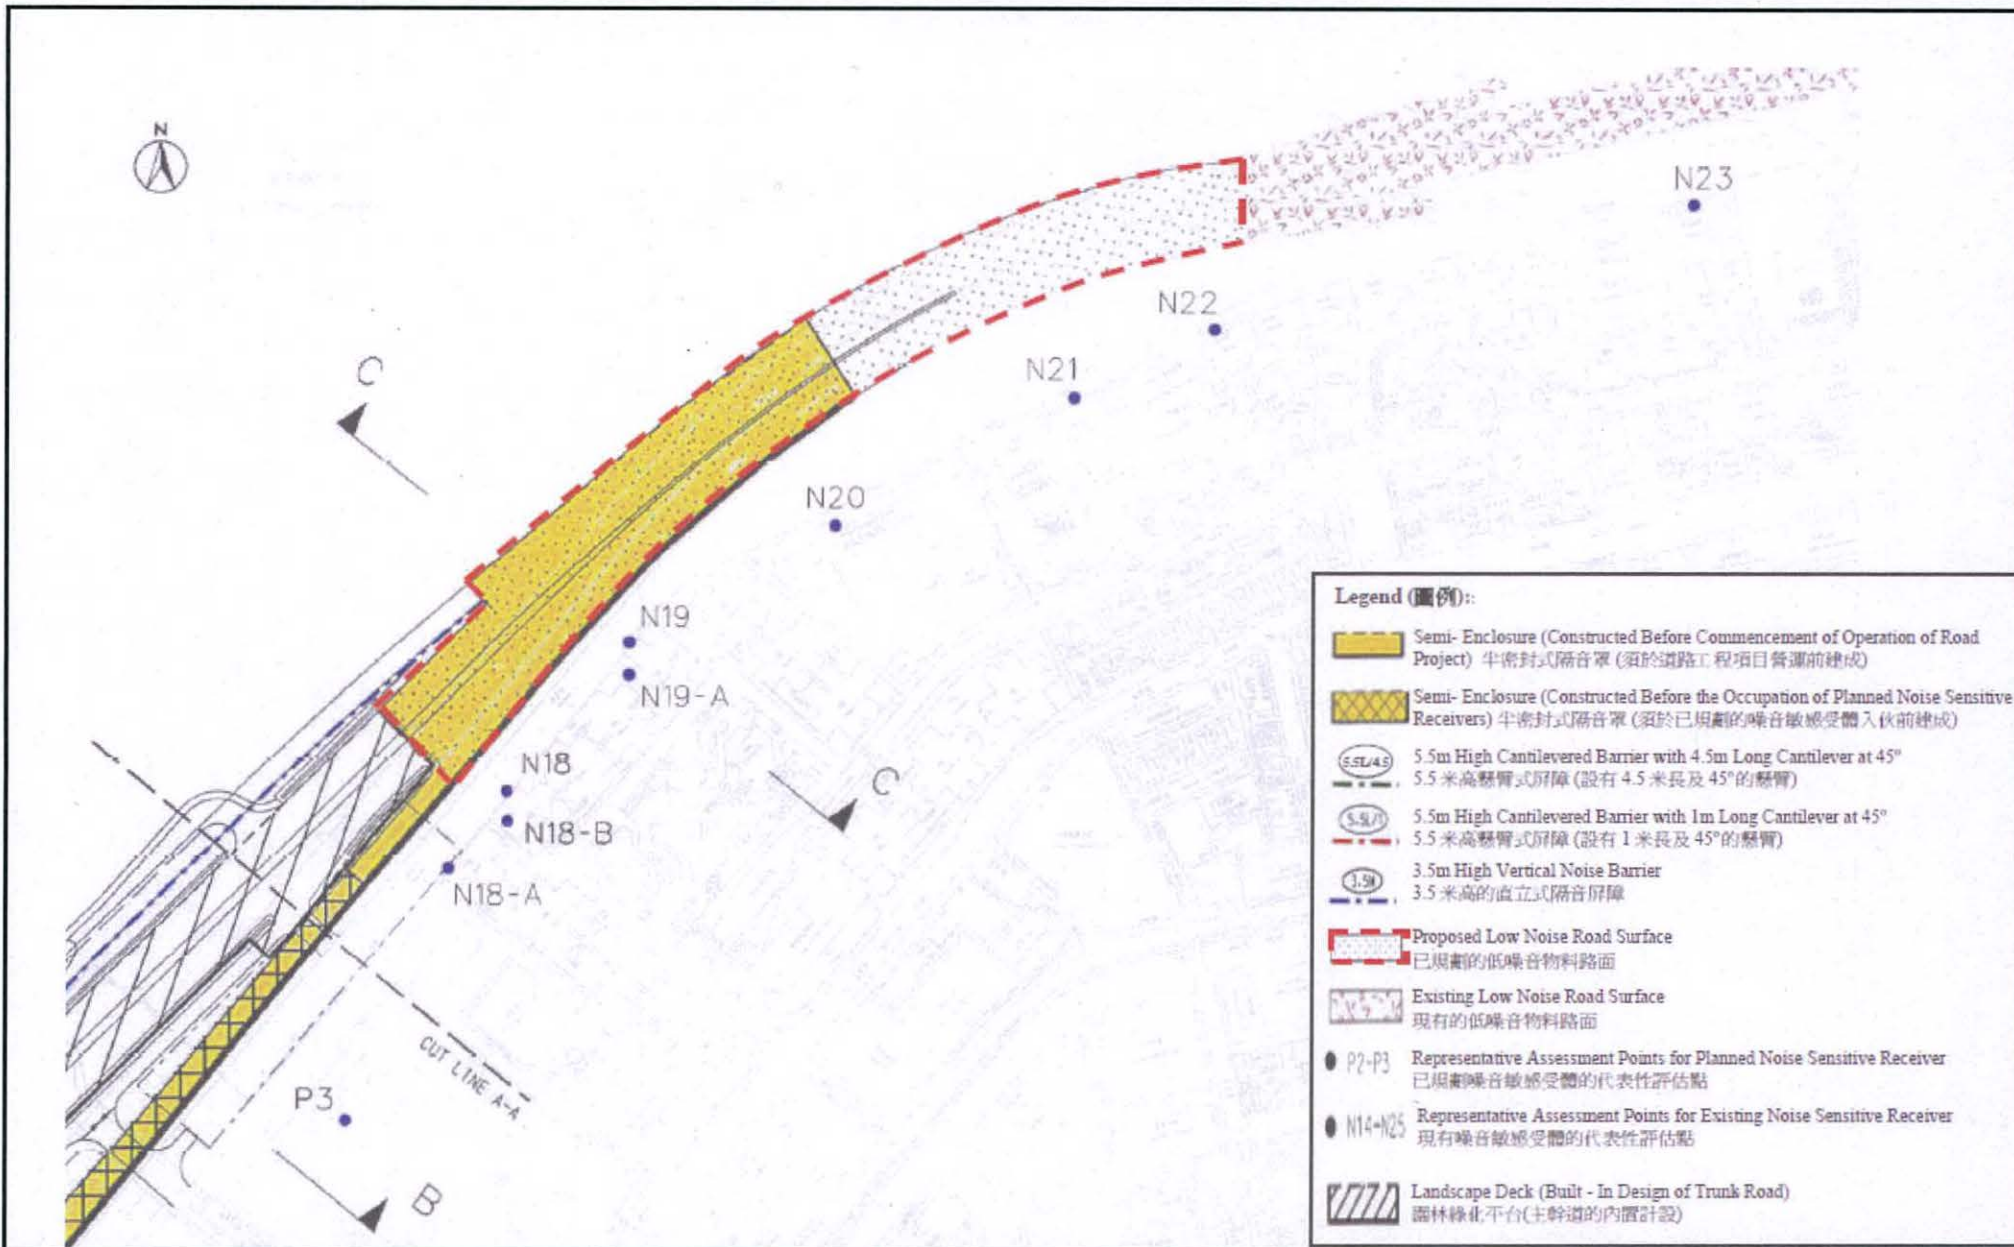 N
N23
N22
N21
C
N20
N19
N19-A
N18
C
N18-B
N18-A
CUT LINE A-A
P3
B
Legend (圖例)::
Semi- Enclosure (Constructed Before Commencement of Operation of Road
Project) 半密封式隔音罩 (須於道路工程項目營運前建成)
Semi- Enclosure (Constructed Before the Occupation of Planned Noise Sensitive
Receivers) 半密封式隔音罩 (須於已規劃的噪音敏感受體入伙前建成)
5.5L/4.5
5.5m High Cantilevered Barrier with 4.5m Long Cantilever at 45°
5.5 米高懸臂式屏障 (設有 4.5 米長及 45°的懸臂)
5.5L/1
5.5m High Cantilevered Barrier with 1m Long Cantilever at 45°
5.5 米高懸臂式屏障 (設有 1 米長及 45°的懸臂)
3.5m High Vertical Noise Barrier
3.5 米高的直立式隔音屏障
Proposed Low Noise Road Surface
已規劃的低噪音物料路面
Existing Low Noise Road Surface
現有的低噪音物料路面
P2-P3 Representative Assessment Points for Planned Noise Sensitive Receiver
已規劃噪音敏感受體的代表性評估點
N14-N25 Representative Assessment Points for Existing Noise Sensitive Receiver
現有噪音敏感受體的代表性評估點
Landscape Deck (Built - In Design of Trunk Road)
園林綠化平台(主幹道的內置計設)